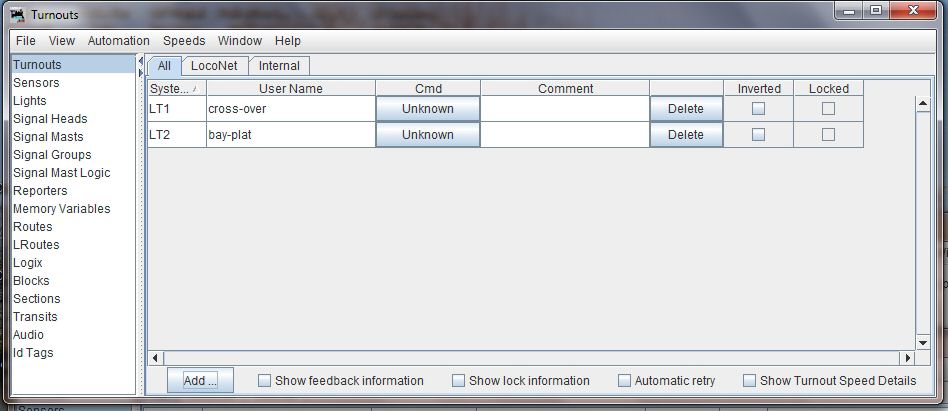 Turnouts
File View Automation Speeds Window Help
Turnouts
Sensors
Lights
Signal Heads
Signal Masts
Signal Groups
Signal Mast Logic
Reporters
Memory Variables
Routes
LRoutes
Logix
Blocks
Sections
Transits
Audio
Id Tags
All LocoNet Internal
Syste... User Name Cmd Comment Inverted Locked
LT1 cross-over Unknown Delete
LT2 bay-plat Unknown Delete
Add ... Show feedback information Show lock information Automatic retry Show Turnout Speed Details
Sensors